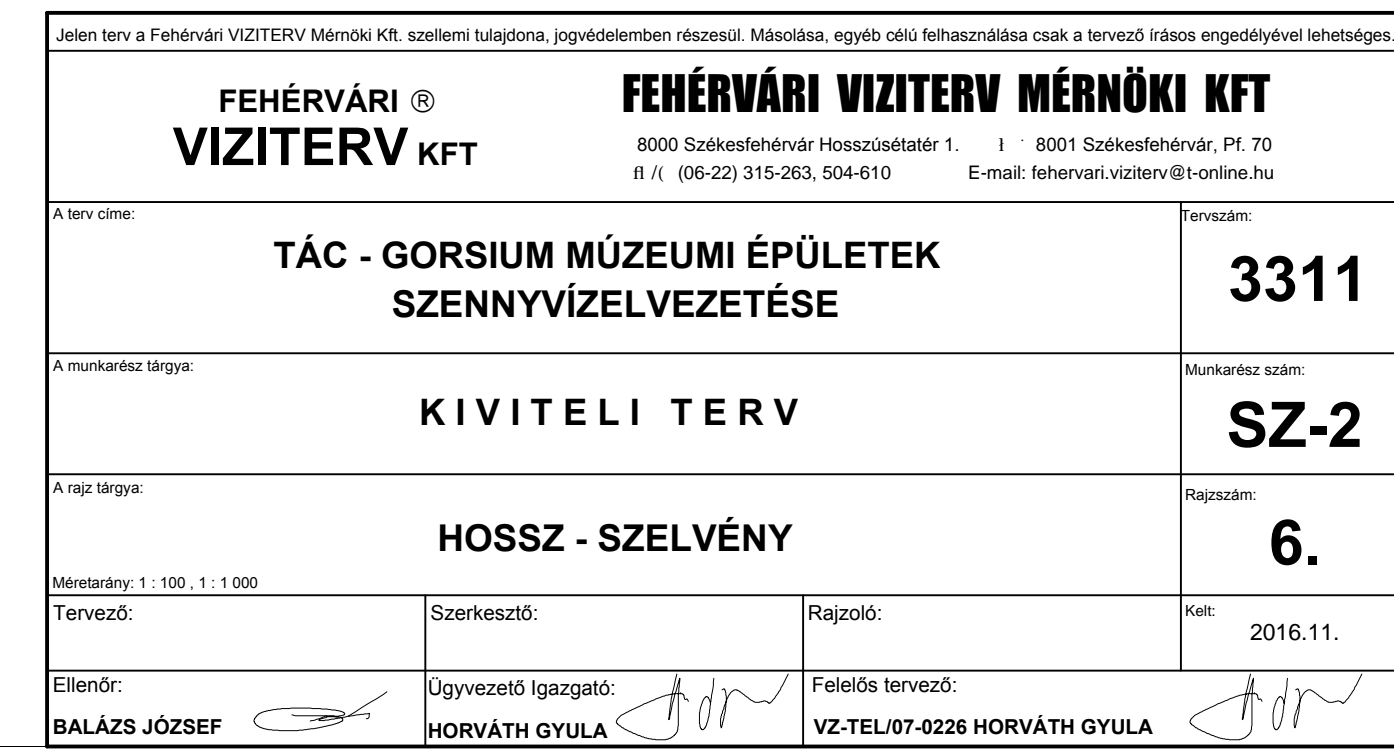 Jelen terv a Fehérvári VIZITERV Mérnöki Kft. szellemi tulajdona, jogvédelemben részesül. Másolása, egyéb célú felhasználása csak a tervező írásos engedélyével lehetséges.
FEHÉRVÁRI ®
VIZITERV KFT
FEHÉRVÁRI VIZITERV MÉRNÖKI KFT
8000 Székesfehérvár Hosszúsétatér 1. 8001 Székesfehérvár, Pf. 70
(06-22) 315-263, 504-610 E-mail: fehervari.viziterv@t-online.hu
A terv címe:
TÁC - GORSIUM MÚZEUMI ÉPÜLETEK
SZENNYVÍZELVEZETÉSE
Tervszám:
3311
A munkarész tárgya:
KIVITELI TERV
Munkarész szám:
SZ-2
A rajz tárgya:
HOSSZ - SZELVÉNY
Méretarány: 1 : 100 , 1 : 1 000
Rajzszám:
6.
Tervező:
Szerkesztő:
Rajzoló:
Kelt:
2016.11.
Ellenőr:
BALÁZS JÓZSEF
Ügyvezető Igazgató:
HORVÁTH GYULA
Felelős tervező:
VZ-TEL/07-0226 HORVÁTH GYULA